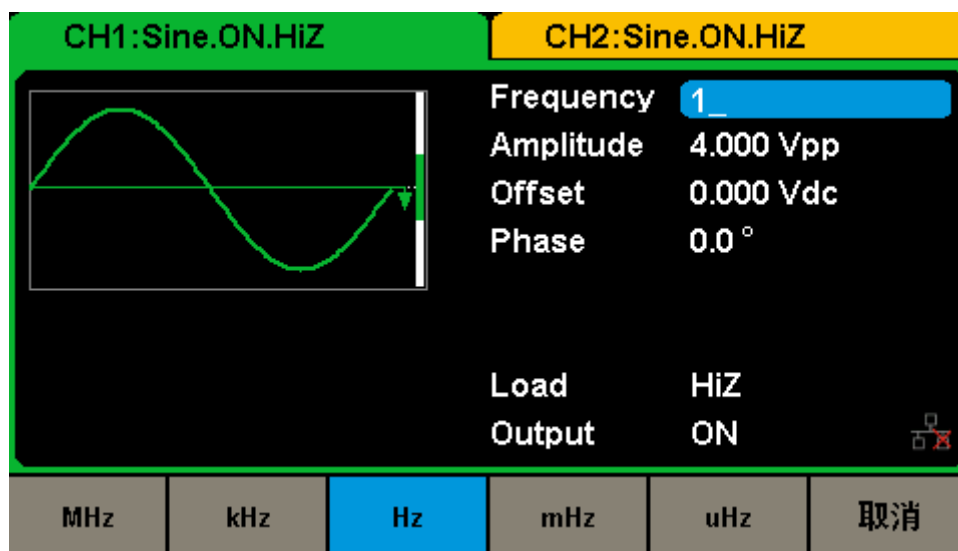 CH1:Sine.ON.HiZ
CH2:Sine.ON.HiZ
Frequency 1_
Amplitude 4.000 Vpp
Offset 0.000 Vdc
Phase 0.0 °
Load HiZ
Output ON
MHz kHz Hz mHz uHz 取消